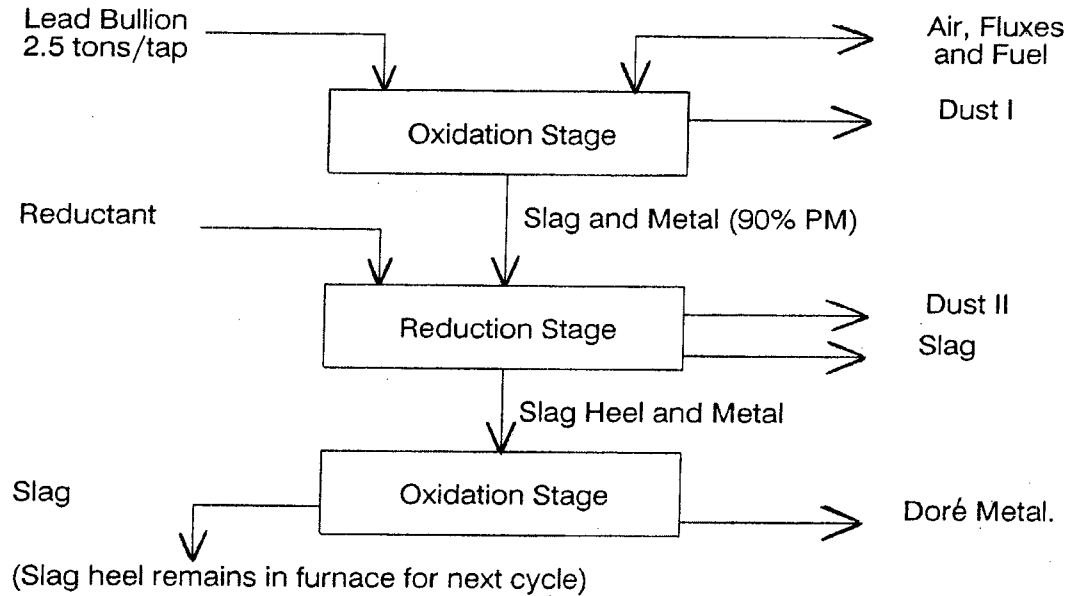 Lead Bullion
2.5 tons/tap
Air, Fluxes
and Fuel
Oxidation Stage
Dust I
Reductant
Slag and Metal (90% PM)
Reduction Stage
Dust II
Slag
Slag Heel and Metal
Slag
Oxidation Stage
Doré Metal.
(Slag heel remains in furnace for next cycle)